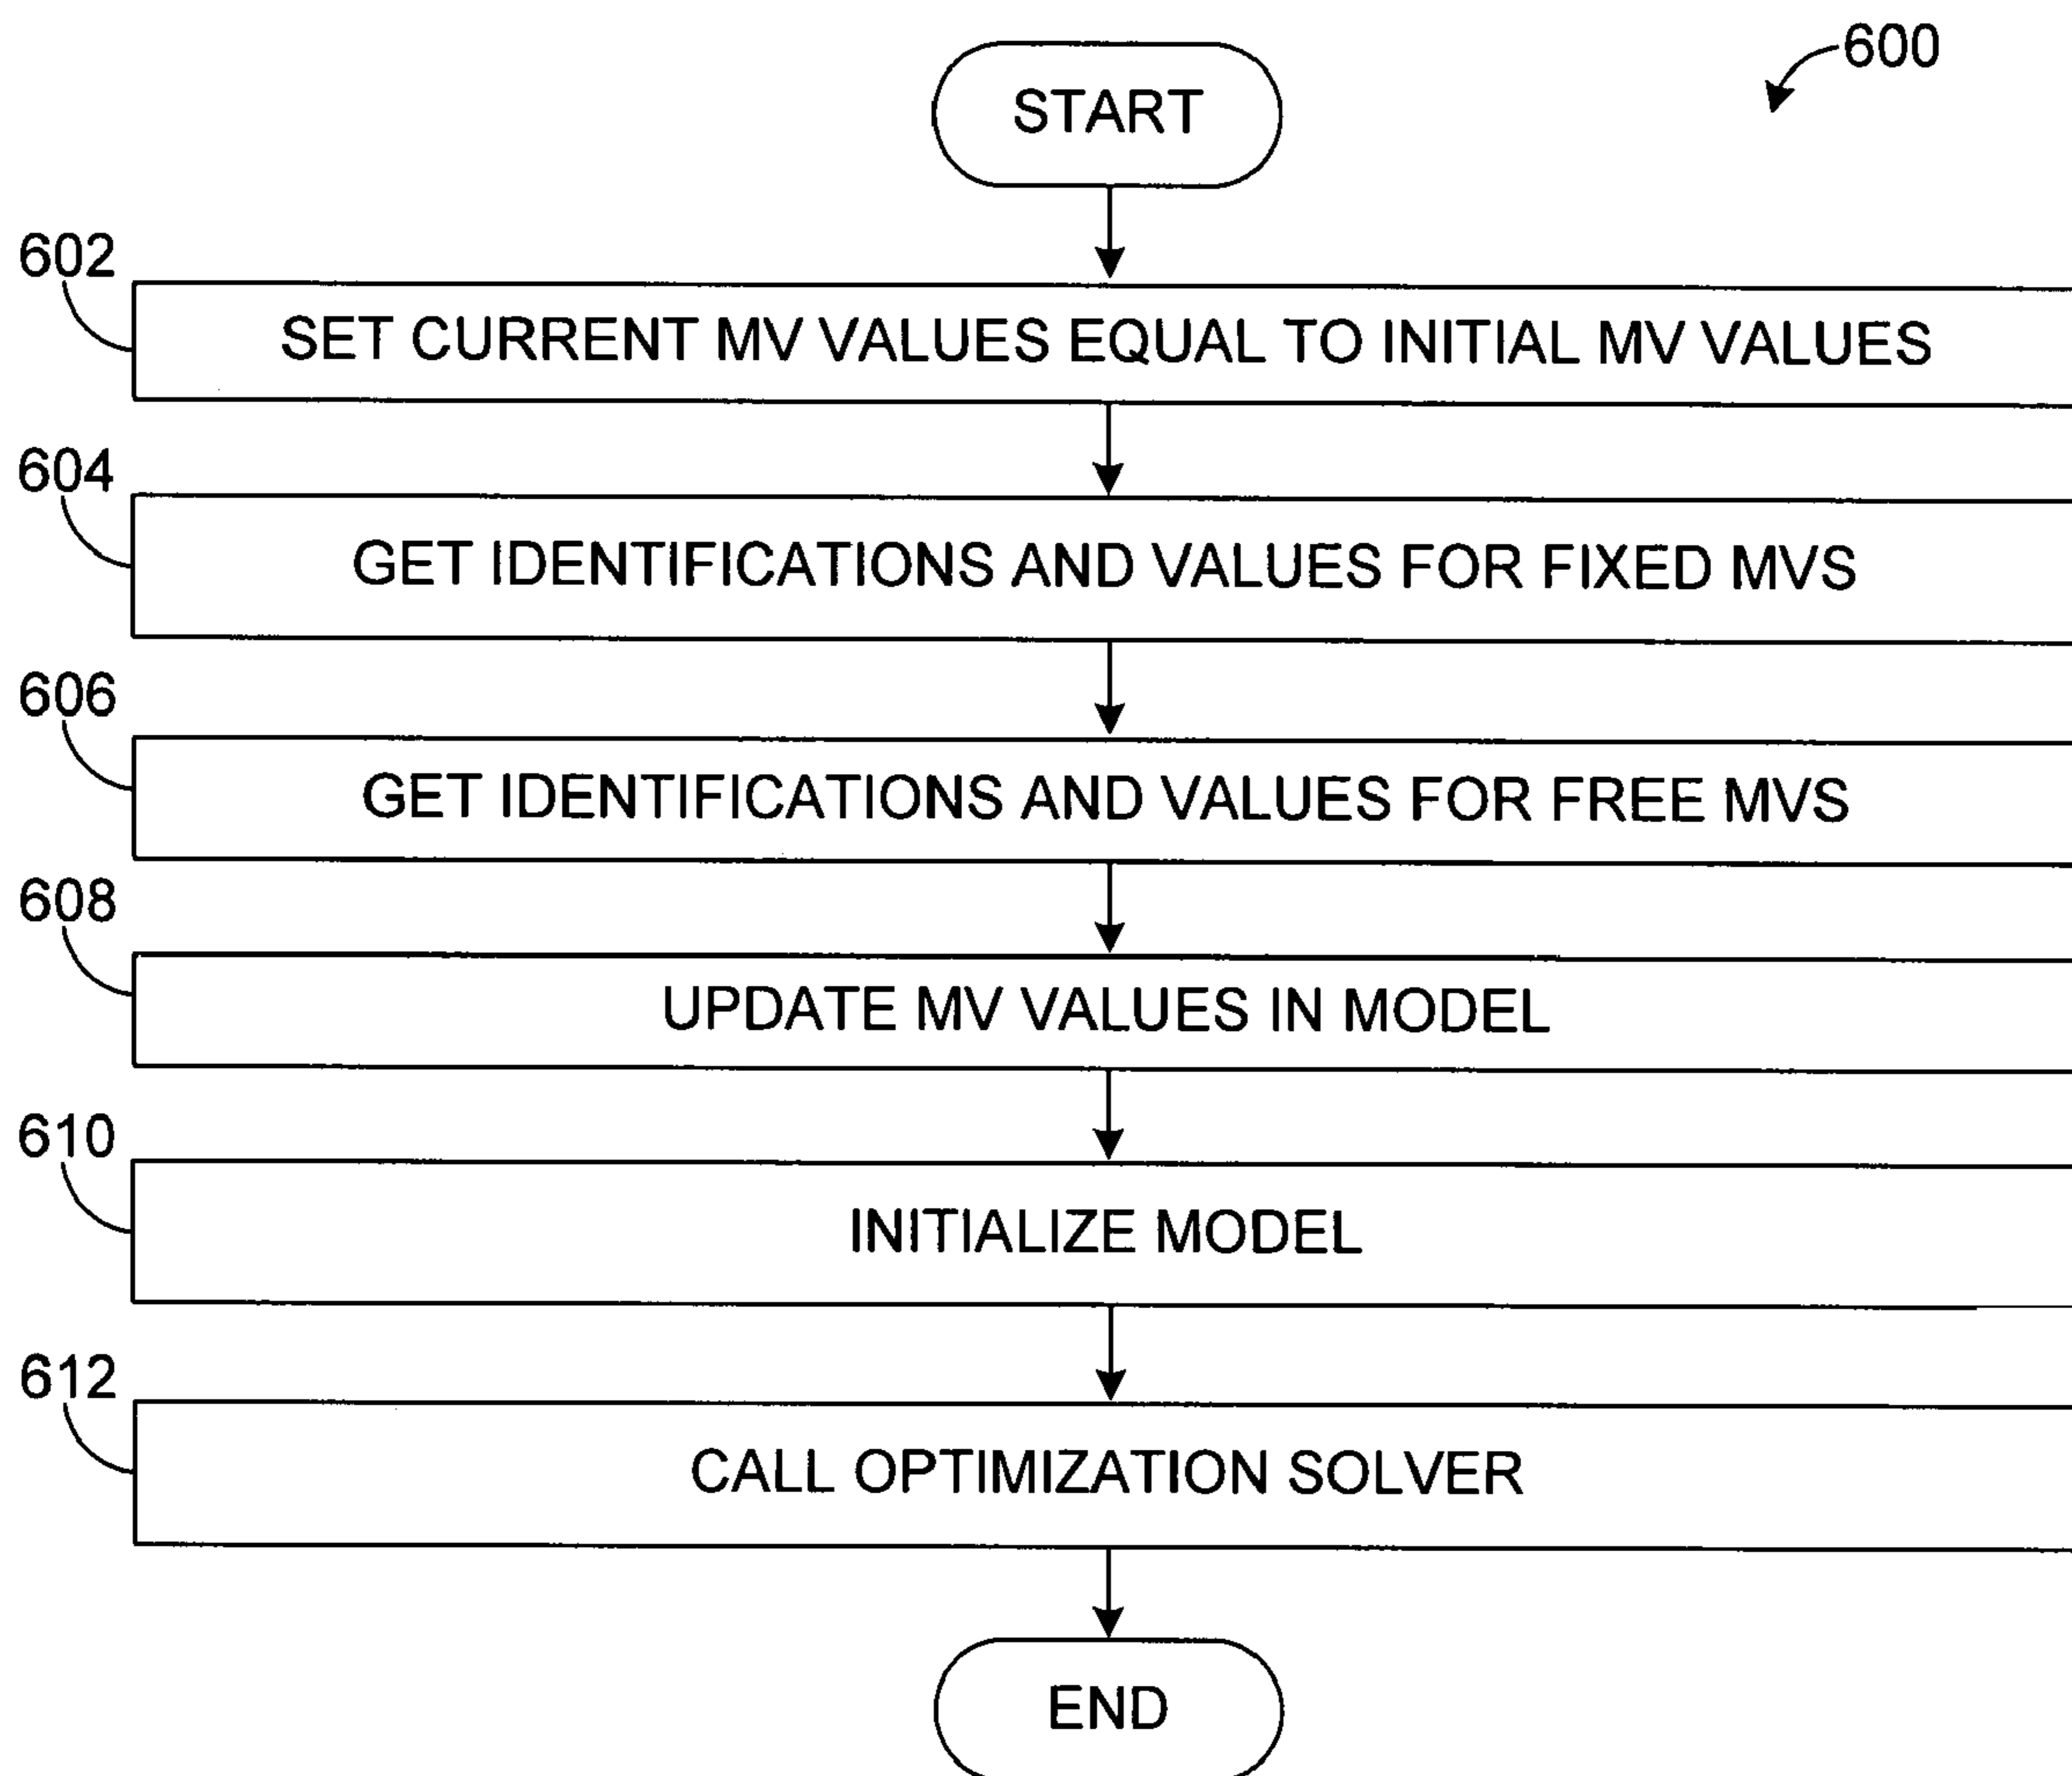 START
600
602
SET CURRENT MV VALUES EQUAL TO INITIAL MV VALUES
604
GET IDENTIFICATIONS AND VALUES FOR FIXED MVS
606
GET IDENTIFICATIONS AND VALUES FOR FREE MVS
608
UPDATE MV VALUES IN MODEL
610
INITIALIZE MODEL
612
CALL OPTIMIZATION SOLVER
END